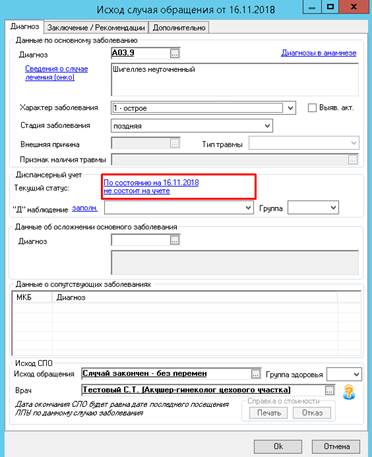 Исход случая обращения от 16.11.2018
Диагноз Заключение / Рекомендации Дополнительно
Данные по основному заболеванию
Диагноз A03.9 ... Диагнозы в анамнезе
Сведения о случае лечения (онко) Шигеллез неуточненный
Характер заболевания 1 - острое Выяв. акт.
Стадия заболевания поздняя
Внешняя причина ... Тип травмы
Признак наличия травмы ...
Диспансерный учет
Текущий статус: По состоянию на 16.11.2018
не состоит на учете
"Д" наблюдение заполн. Группа
Данные об осложнении основного заболевания
Диагноз ...
Данные о сопутствующих заболеваниях
МКБ Диагноз
Исход СПО
Исход обращения Случай закончен - без перемен ... Группа здоровья
Врач Тестовый С.Т. (Акушер-гинеколог цехового участка) ...
Дата окончания СПО будет равна дате последнего посещения
ЛПУ по данному случаю заболевания
Справка о стоимости
Печать Отказ
Ok Отмена